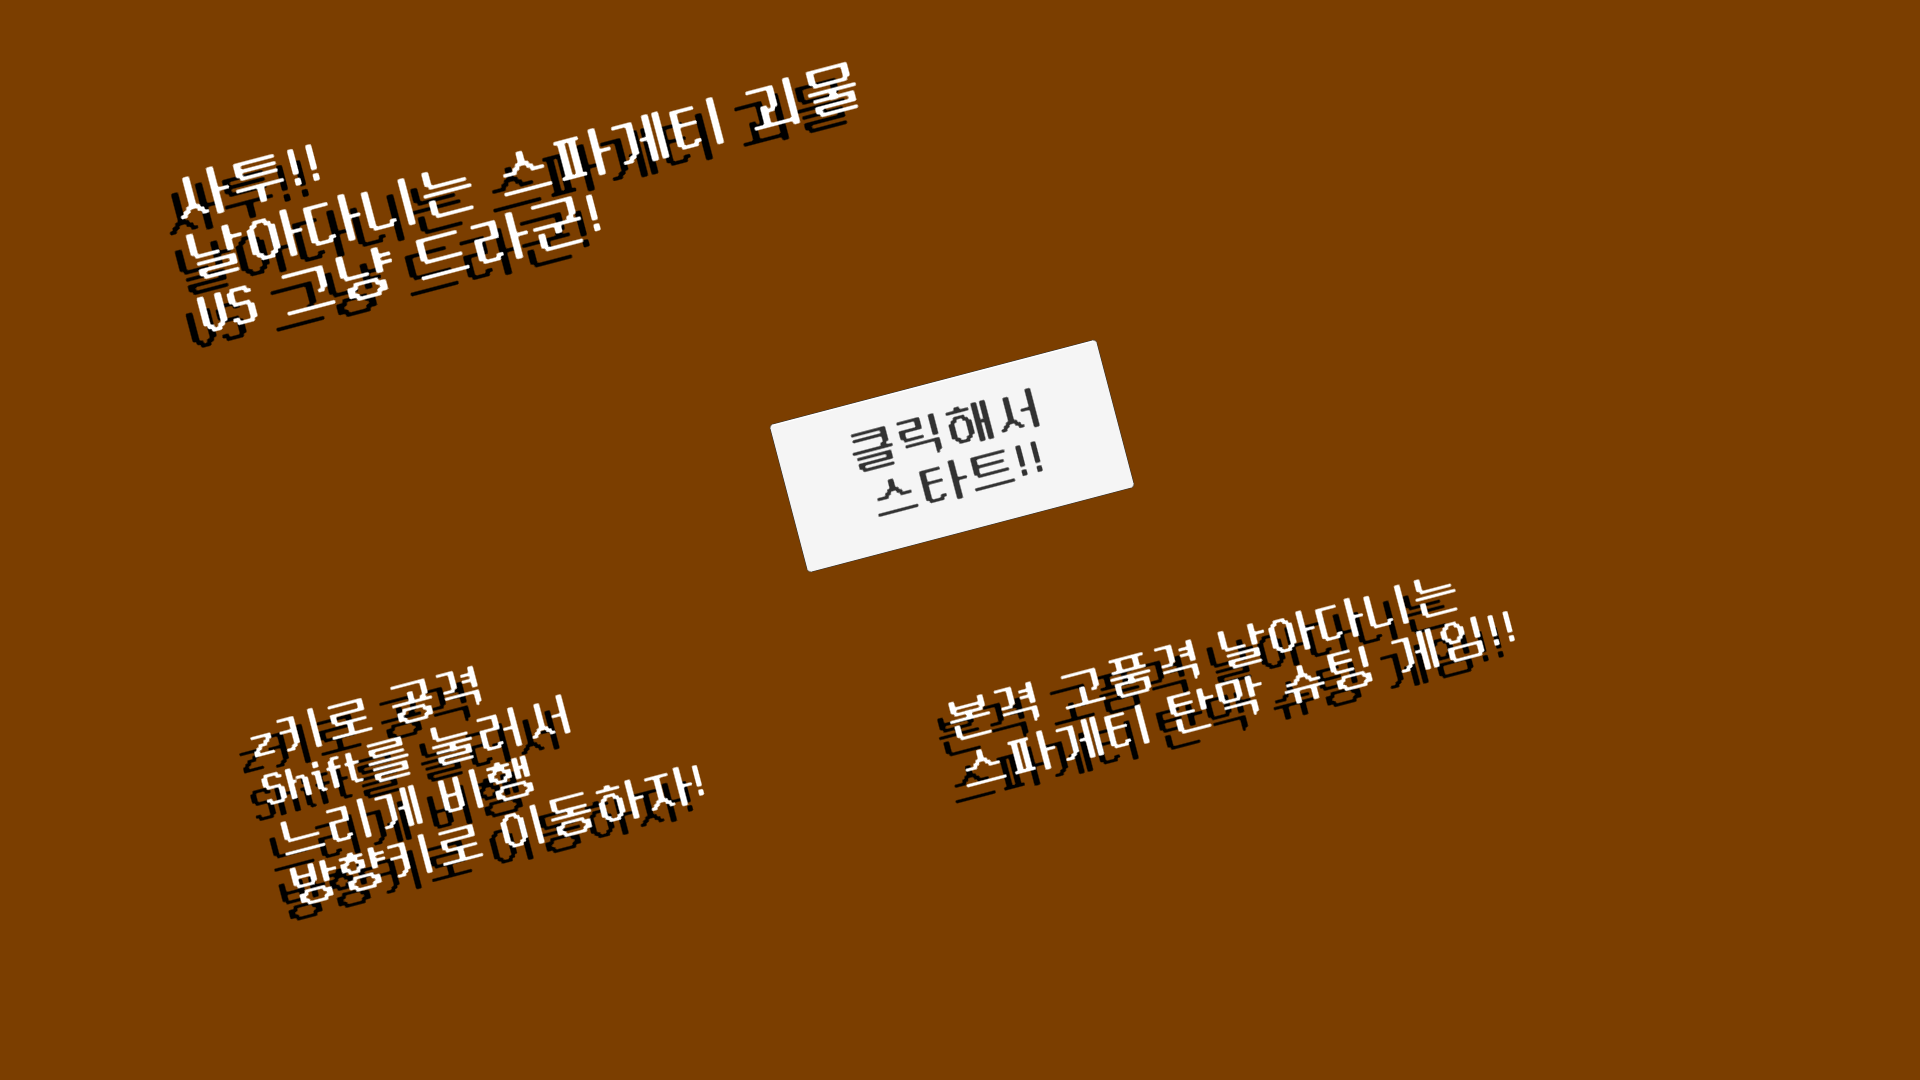 사투!!
날아다니는 스파게티 괴물
VS 그냥 드라군!
클릭해서
스타트!!
Z키로 공격
Shift를 눌러서
느리게 비행
방향키로 이동하자!
본격 고품격 날아다니는
스파게티 탄막 슈팅 게임!!